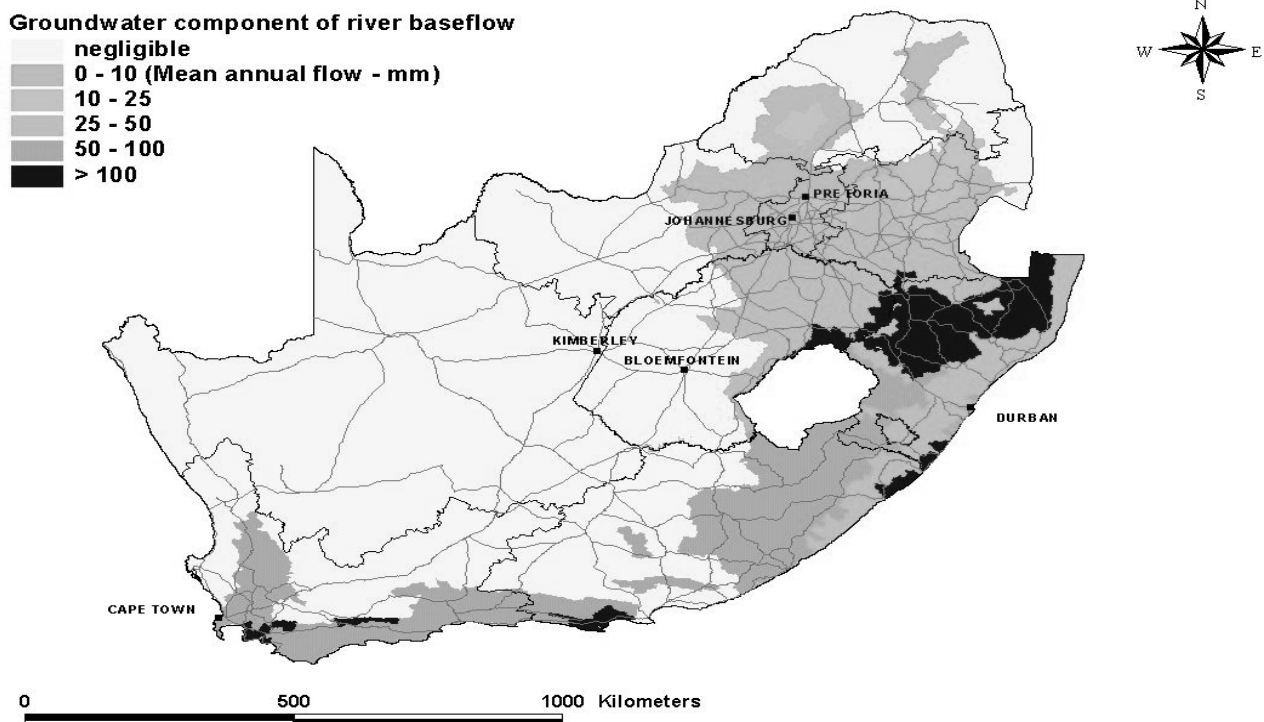 Groundwater component of river baseflow
negligible
0 - 10 (Mean annual flow - mm)
10 - 25
25 - 50
50 - 100
> 100
N
W E
S
PRETORIA
JOHANNESBURG
KIMBERLEY
BLOEMFONTEIN
DURBAN
CAPE TOWN
0 500 1000 Kilometers